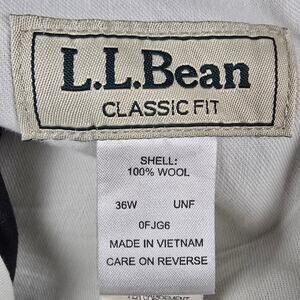 L.L.Bean
CLASSIC FIT
SHELL:
100% WOOL
36W UNF
0FJG6
MADE IN VIETNAM
CARE ON REVERSE